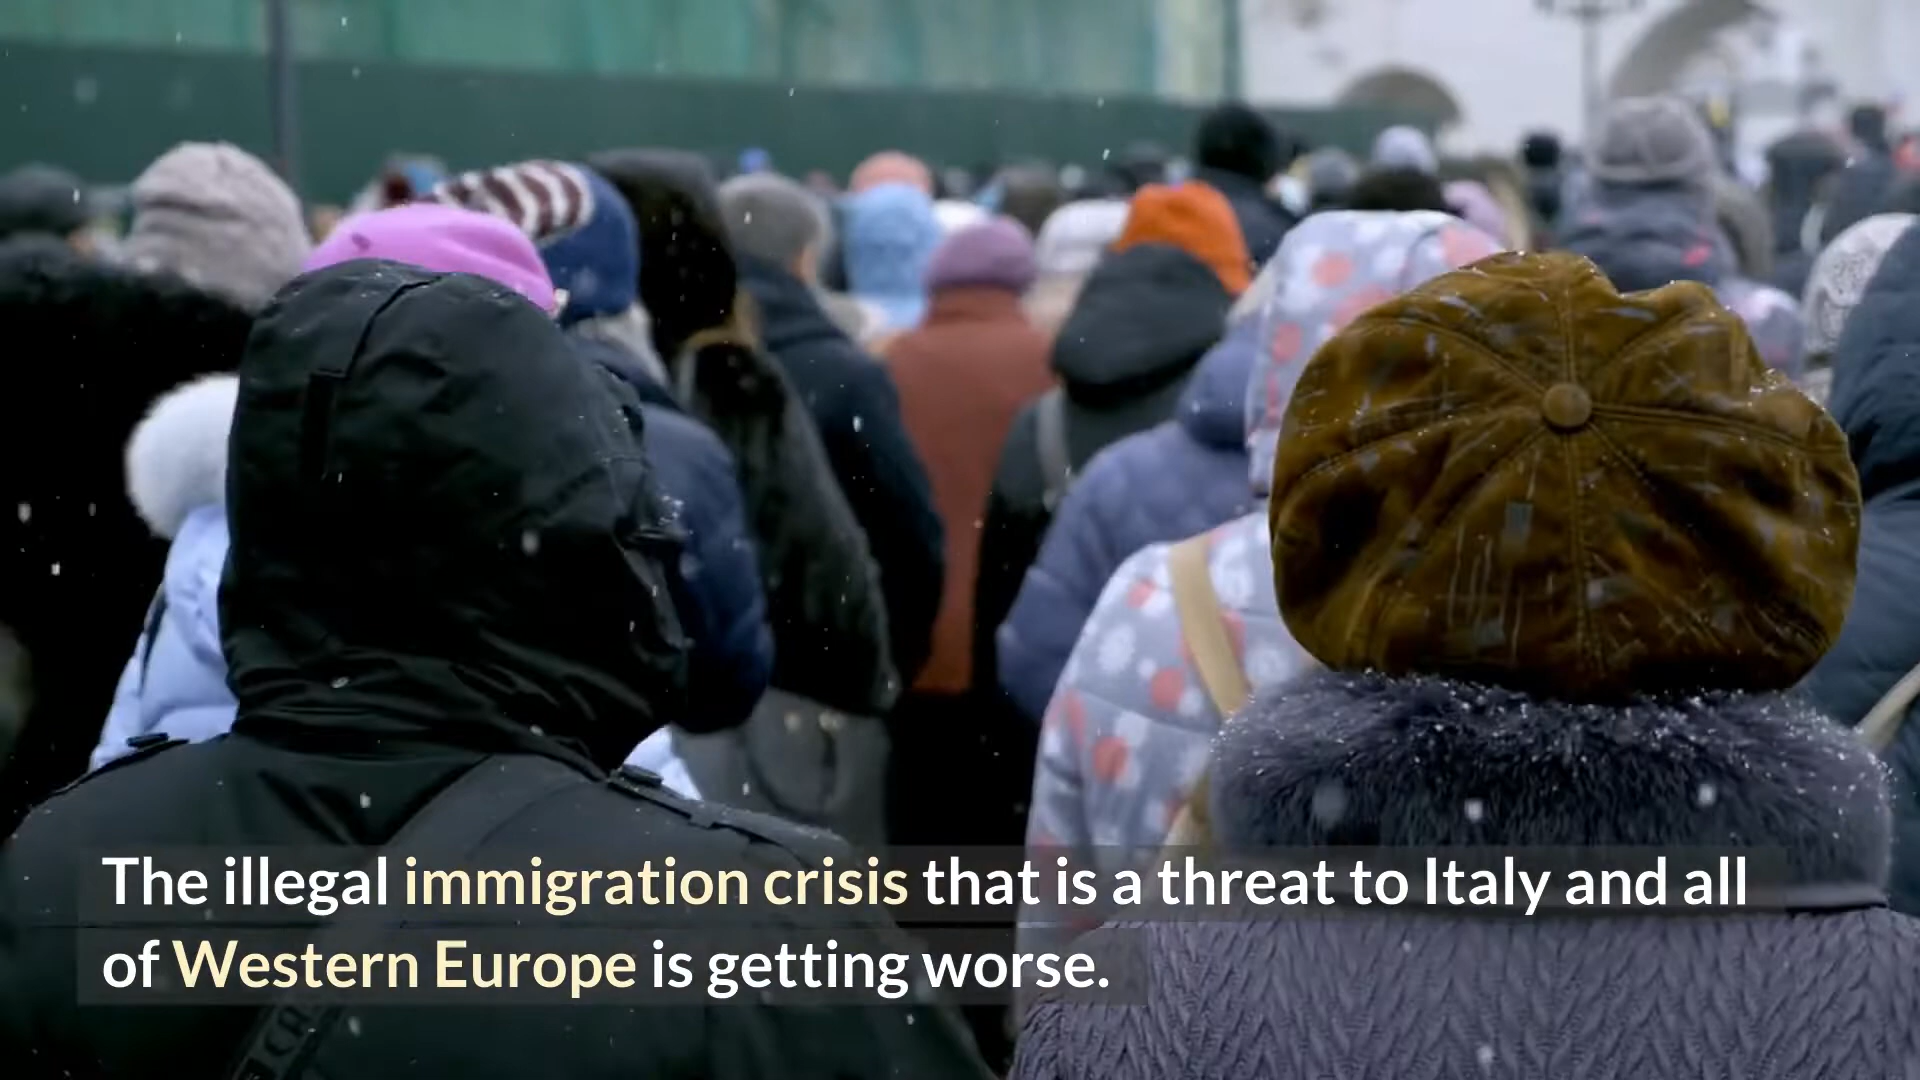 The illegal immigration crisis that is a threat to Italy and all
of Western Europe is getting worse.